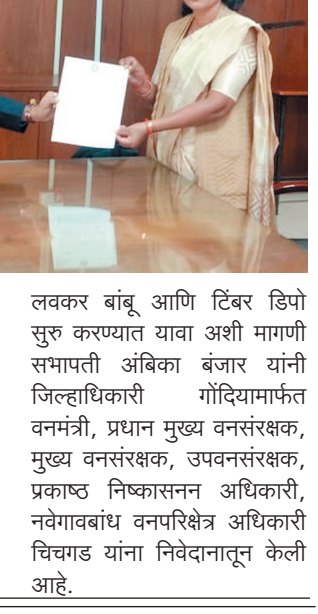 लवकर बांबू आणि टिंबर डिपो
सुरु करण्यात यावा अशी मागणी
सभापती अंबिका बंजार यांनी
जिल्हाधिकारी गोंदियामार्फत
वनमंत्री, प्रधान मुख्य वनसंरक्षक,
मुख्य वनसंरक्षक, उपवनसंरक्षक,
प्रकाष्ठ निष्कासनन अधिकारी,
नवेगावबांध वनपरिक्षेत्र अधिकारी
चिचगड यांना निवेदानातून केली
आहे.